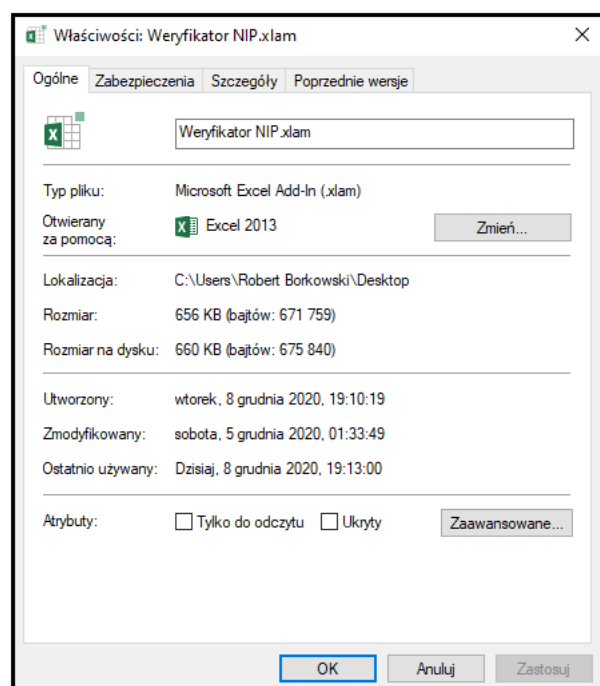 Właściwości: Weryfikator NIP.xlam
Ogólne Zabezpieczenia Szczegóły Poprzednie wersje
Weryfikator NIP.xlam
Typ pliku: Microsoft Excel Add-In (.xlam)
Otwierany
za pomocą: Excel 2013 Zmień...
Lokalizacja: C:\Users\Robert Borkowski\Desktop
Rozmiar: 656 KB (bajtów: 671 759)
Rozmiar na dysku: 660 KB (bajtów: 675 840)
Utworzony: wtorek, 8 grudnia 2020, 19:10:19
Zmodyfikowany: sobota, 5 grudnia 2020, 01:33:49
Ostatnio używany: Dzisiaj, 8 grudnia 2020, 19:13:00
Atrybuty: Tylko do odczytu Ukryty Zaawansowane...
OK Anuluj Zastosuj